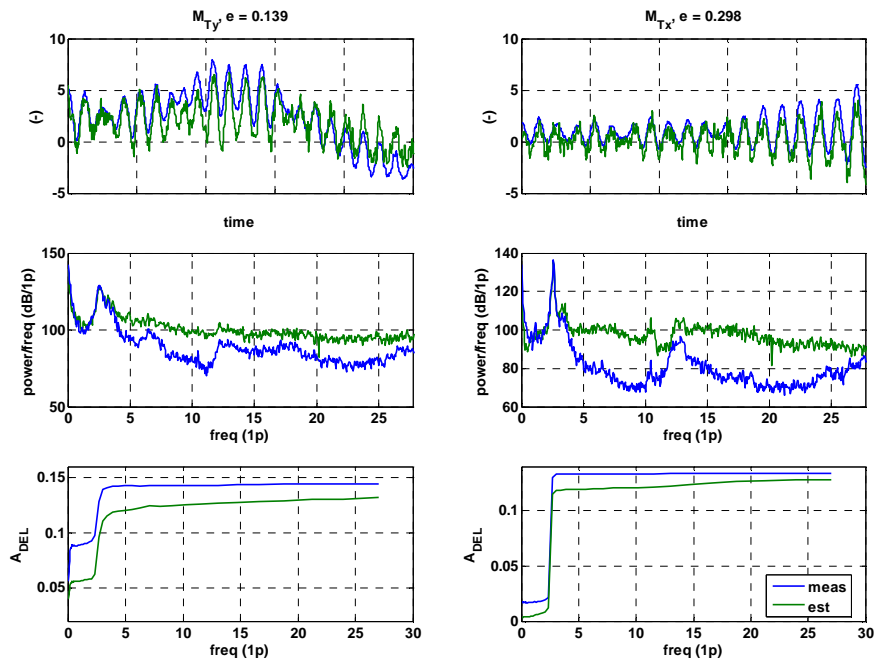 M_Ty, e = 0.139
10
5
0
-5
(-)
time
M_Tx, e = 0.298
10
5
0
-5
(-)
time
150
100
50
power/freq (dB/1p)
0 5 10 15 20 25
freq (1p)
140
120
100
80
60
power/freq (dB/1p)
0 5 10 15 20 25
freq (1p)
0.15
0.1
0.05
A_DEL
0 5 10 15 20 25 30
freq (1p)
0.1
0.05
0
A_DEL
0 5 10 15 20 25 30
freq (1p)
meas
est